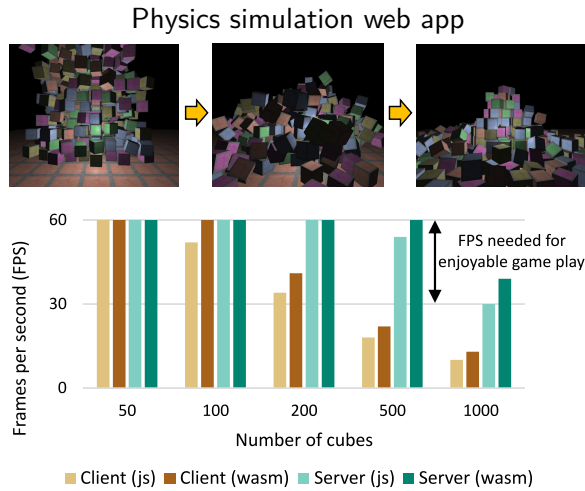 Physics simulation web app
60
FPS needed for
enjoyable game play
30
0
Frames per second (FPS)
50 100 200 500 1000
Number of cubes
Client (js) Client (wasm) Server (js) Server (wasm)